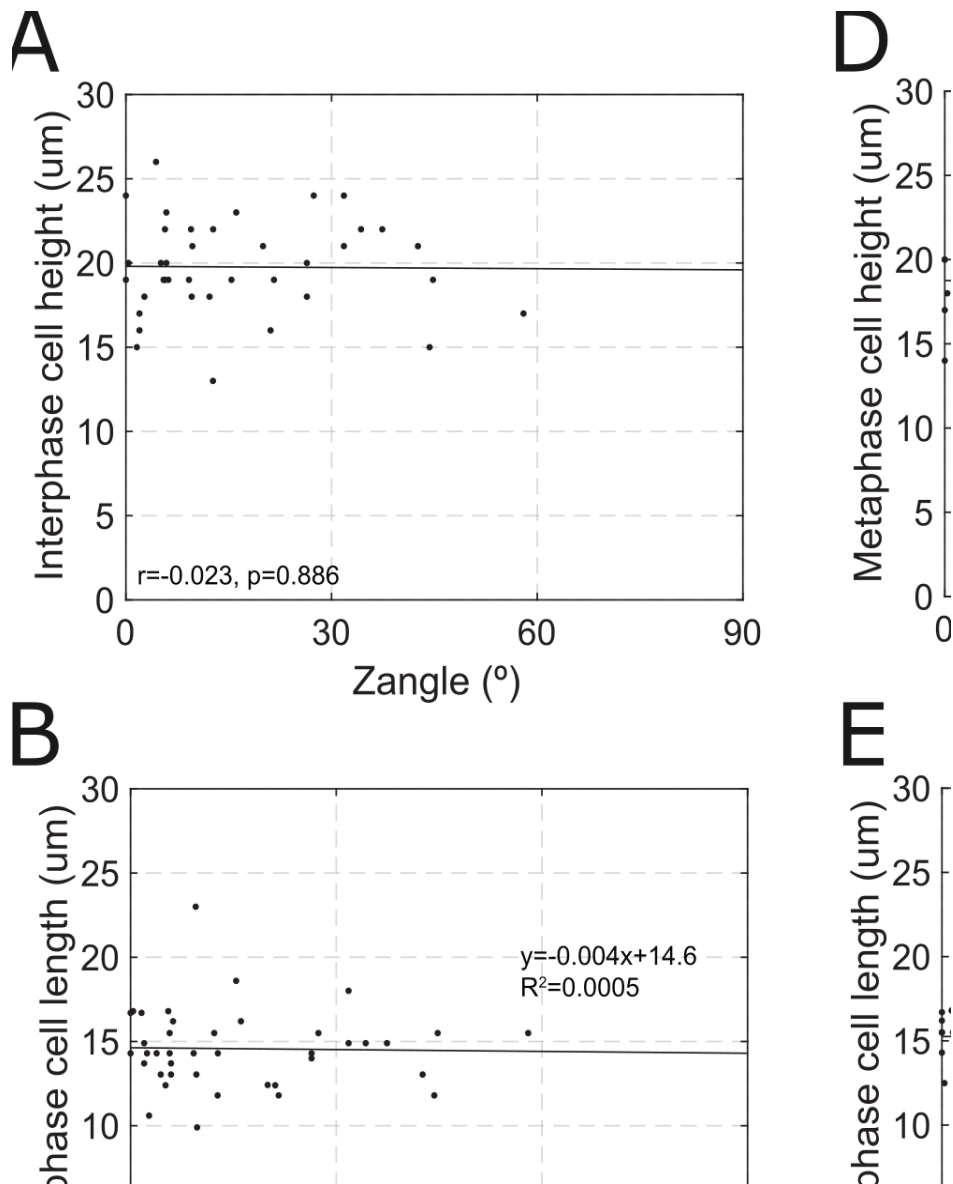 A
Interphase cell height (um)
30
25
20
15
10
5
0
r=-0.023, p=0.886
0 30 60 90
Zangle (º)
D
Metaphase cell height (um)
30
25
20
15
10
5
0
0
B
phase cell length (um)
30
25
20
15
10
y=-0.004x+14.6
R²=0.0005
E
phase cell length (um)
30
25
20
15
10